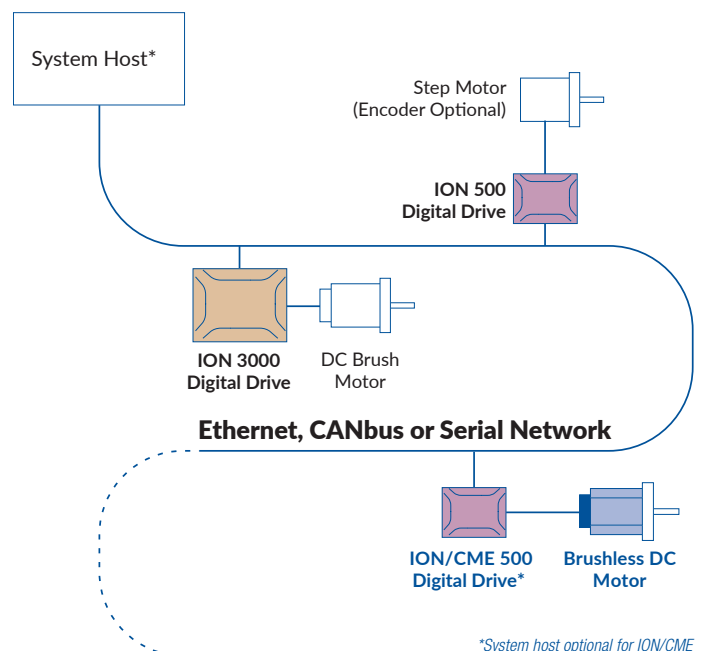 System Host*
Step Motor
(Encoder Optional)
ION 500
Digital Drive
ION 3000
Digital Drive
DC Brush
Motor
Ethernet, CANbus or Serial Network
ION/CME 500
Digital Drive*
Brushless DC
Motor
*System host optional for ION/CME